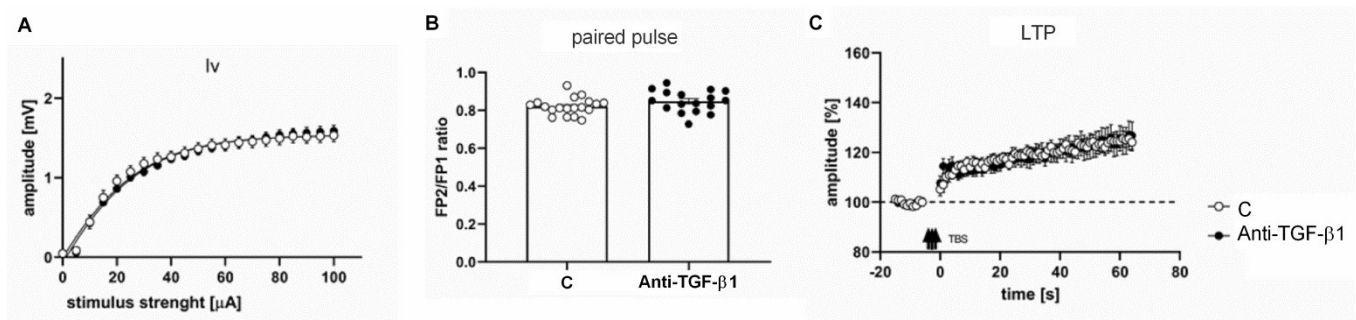 A
Iv
amplitude [mV]
2
1
0
0 20 40 60 80 100
stimulus strenght [µA]
B
paired pulse
FP2/FP1 ratio
1.0
0.8
0.6
0.4
0.2
0.0
C Anti-TGF-β1
C
LTP
amplitude [%]
160
140
120
100
80
TBS
-20 0 20 40 60 80
time [s]
C
Anti-TGF-β1